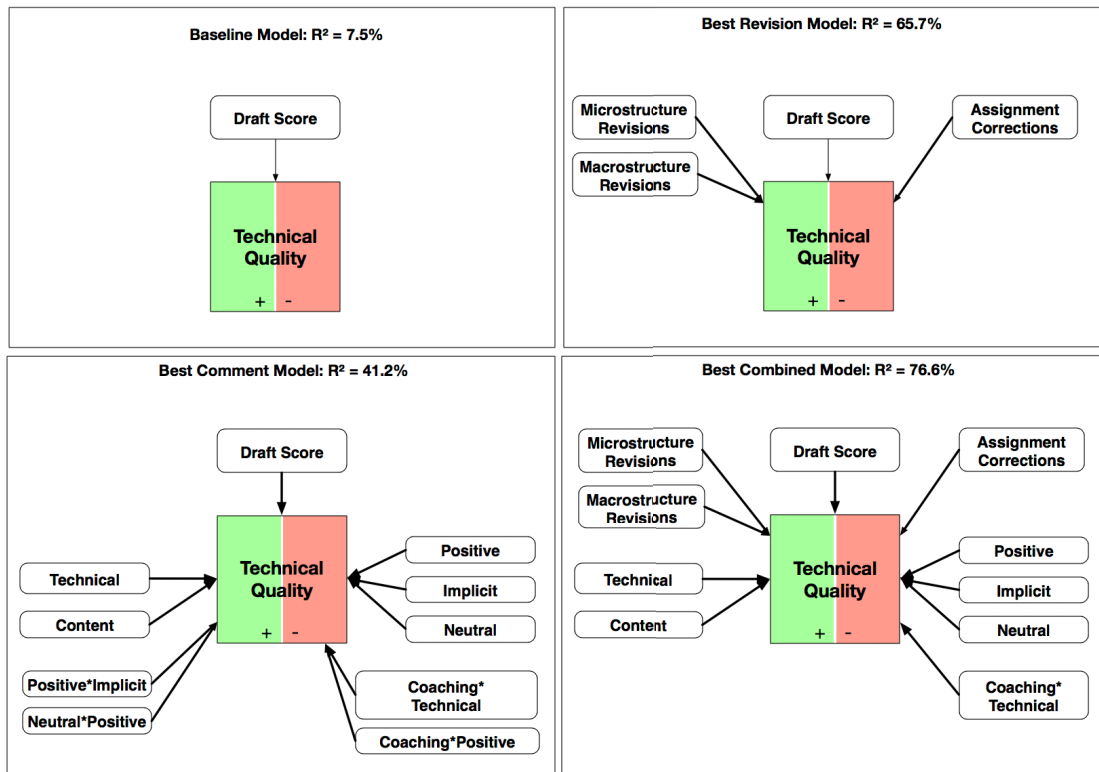 Baseline Model: R² = 7.5%
Draft Score
Technical
Quality
+ -
Best Revision Model: R² = 65.7%
Microstructure
Revisions
Macrostructure
Revisions
Draft Score
Assignment
Corrections
Technical
Quality
+ -
Best Comment Model: R² = 41.2%
Draft Score
Technical
Content
Positive*Implicit
Neutral*Positive
Technical
Quality
+ -
Positive
Implicit
Neutral
Coaching*
Technical
Coaching*Positive
Best Combined Model: R² = 76.6%
Microstructure
Revisions
Macrostructure
Revisions
Technical
Content
Draft Score
Technical
Quality
+ -
Assignment
Corrections
Positive
Implicit
Neutral
Coaching*
Technical